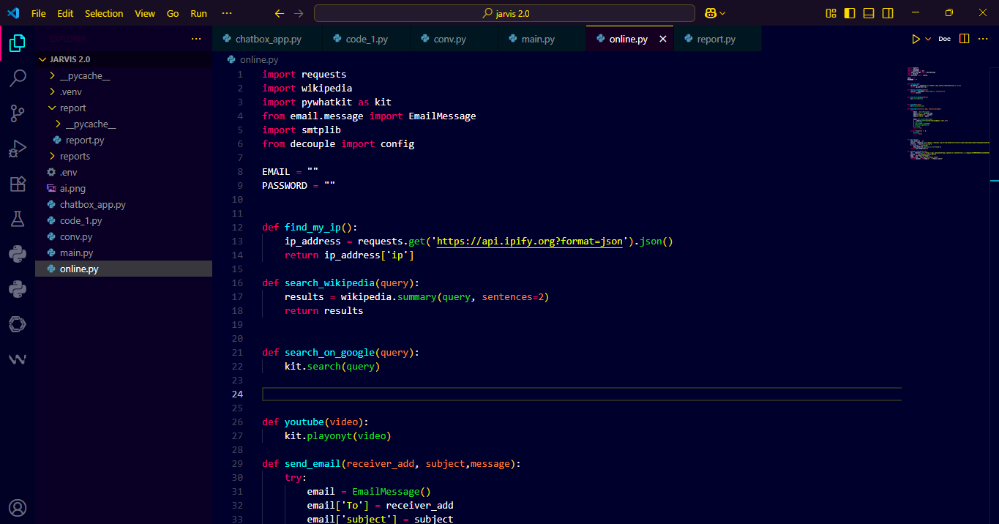 File Edit Selection View Go Run ··· jarvis 2.0
EXPLORER ···
chatbox_app.py code_1.py conv.py main.py online.py report.py Doc ···
JARVIS 2.0
__pycache__
.venv
report
__pycache__
report.py
reports
.env
ai.png
chatbox_app.py
code_1.py
conv.py
main.py
online.py
online.py
1 import requests
2 import wikipedia
3 import pywhatkit as kit
4 from email.message import EmailMessage
5 import smtplib
6 from decouple import config
7
8 EMAIL = ""
9 PASSWORD = ""
10
11
12 def find_my_ip():
13 ip_address = requests.get('https://api.ipify.org?format=json').json()
14 return ip_address['ip']
15
16 def search_wikipedia(query):
17 results = wikipedia.summary(query, sentences=2)
18 return results
19
20
21 def search_on_google(query):
22 kit.search(query)
23
24
25
26 def youtube(video):
27 kit.playonyt(video)
28
29 def send_email(receiver_add, subject,message):
30 try:
31 email = EmailMessage()
32 email['To'] = receiver_add
33 email['subject'] = subject